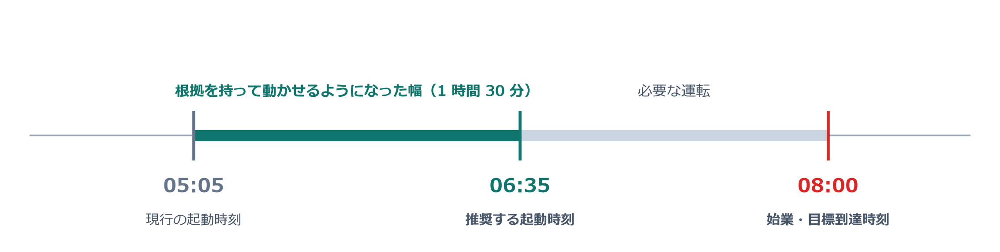 根拠を持って動かせるようになった幅（1 時間 30 分）
必要な運転
05:05
06:35
08:00
現行の起動時刻
推奨する起動時刻
始業・目標到達時刻